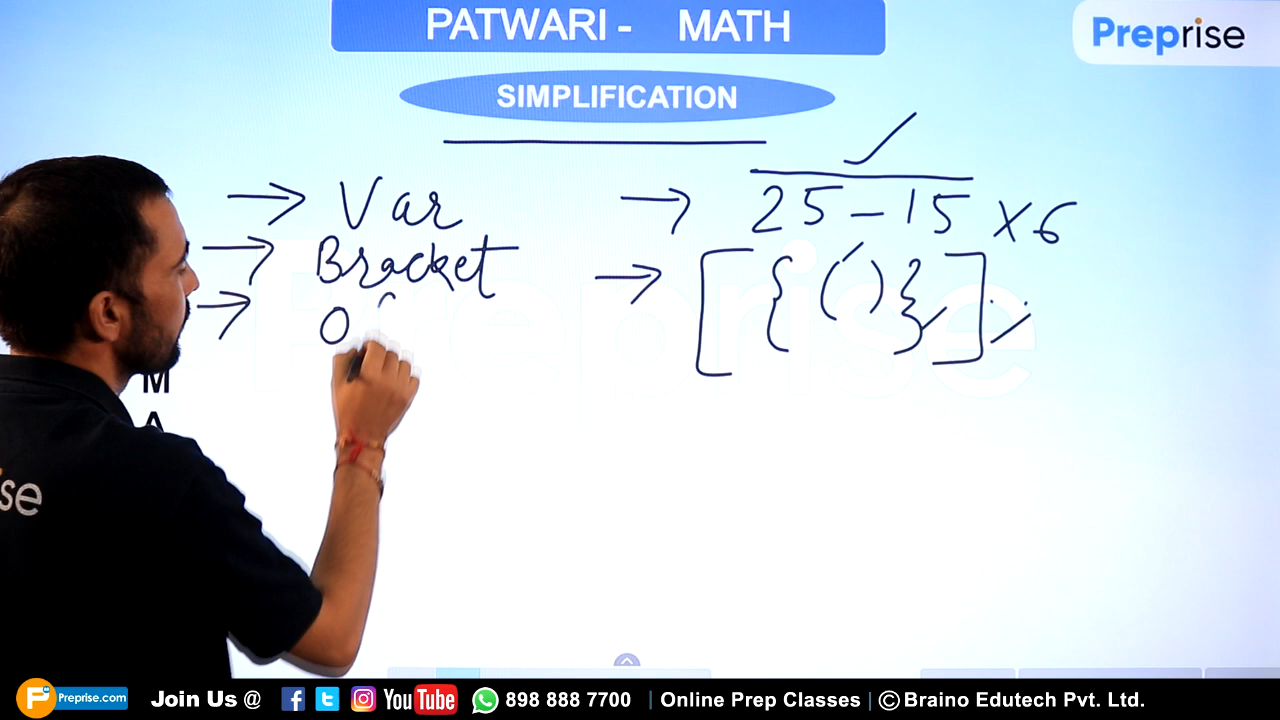 PATWARI - MATH
Preprise
SIMPLIFICATION
→ Var → 25 - 15 × 6
→ Bracket → [ { ( ) } ]
→ O
M
A
se
Preprise.com Join Us @ f YouTube 898 888 7700 | Online Prep Classes | © Braino Edutech Pvt. Ltd.